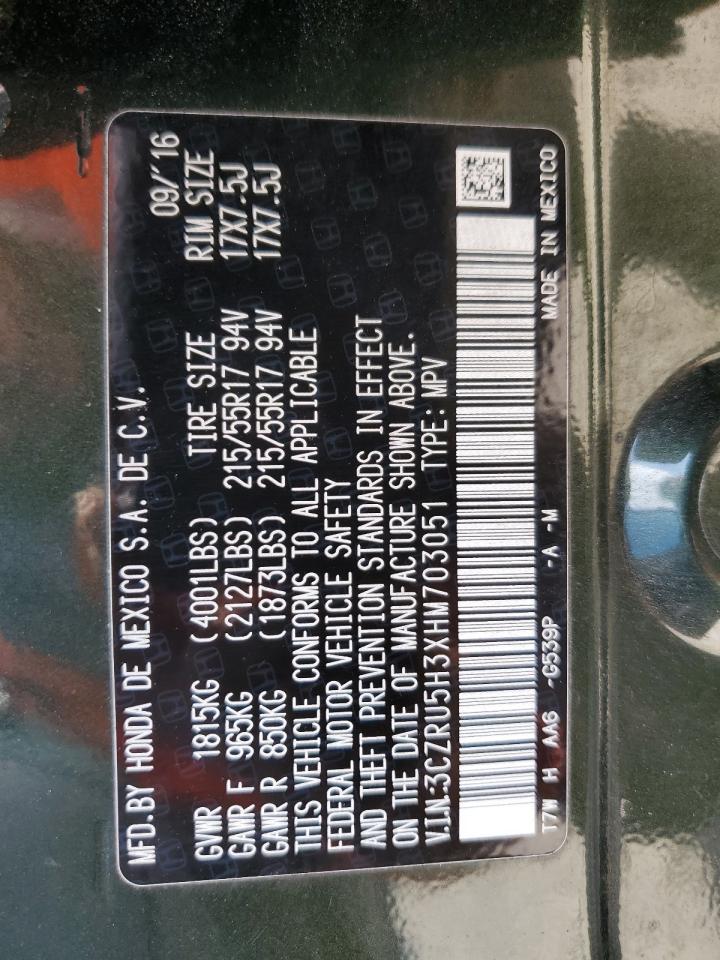 MFD.BY HONDA DE MEXICO S.A. DE C.V. 09/'16
GVWR 1815KG (4001LBS) TIRE SIZE RIM SIZE
GAWR F 965KG (2127LBS) 215/55R17 94V 17X7.5J
GAWR R 850KG (1873LBS) 215/55R17 94V 17X7.5J
THIS VEHICLE CONFORMS TO ALL APPLICABLE
FEDERAL MOTOR VEHICLE SAFETY
AND THEFT PREVENTION STANDARDS IN EFFECT
ON THE DATE OF MANUFACTURE SHOWN ABOVE.
V.I.N:3CZRU5H3XHM703051 TYPE: MPV
T7W H AA6 -G539P -A -M MADE IN MEXICO